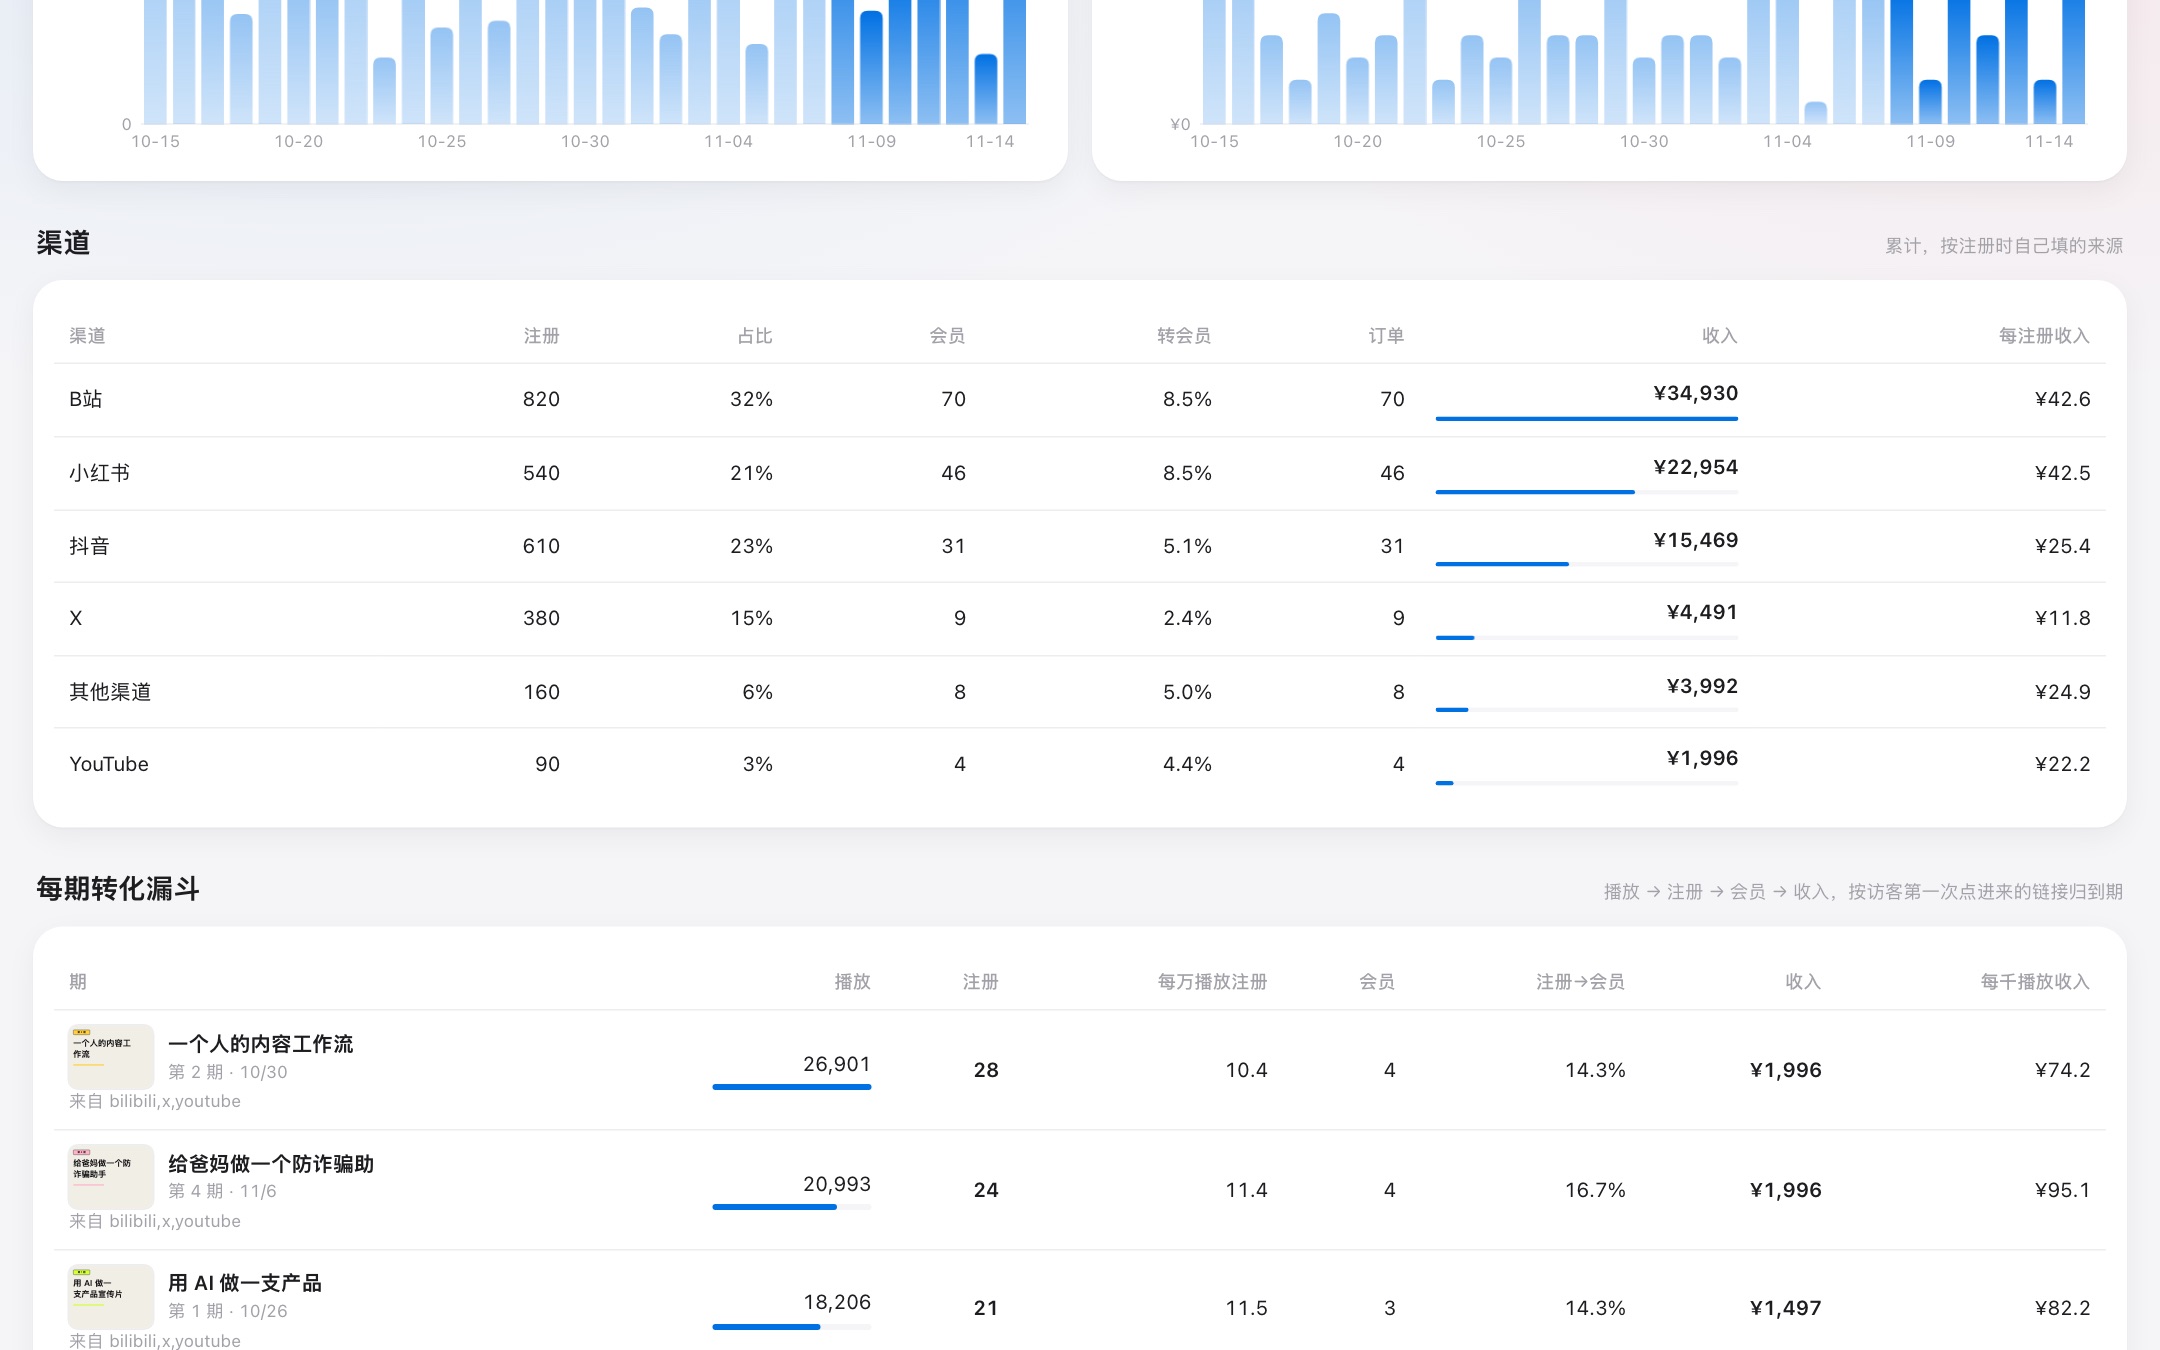 0
10-15 10-20 10-25 10-30 11-04 11-09 11-14
¥0
10-15 10-20 10-25 10-30 11-04 11-09 11-14
渠道
累计，按注册时自己填的来源
渠道 注册 占比 会员 转会员 订单 收入 每注册收入
B站 820 32% 70 8.5% 70 ¥34,930 ¥42.6
小红书 540 21% 46 8.5% 46 ¥22,954 ¥42.5
抖音 610 23% 31 5.1% 31 ¥15,469 ¥25.4
X 380 15% 9 2.4% 9 ¥4,491 ¥11.8
其他渠道 160 6% 8 5.0% 8 ¥3,992 ¥24.9
YouTube 90 3% 4 4.4% 4 ¥1,996 ¥22.2
每期转化漏斗
播放 → 注册 → 会员 → 收入，按访客第一次点进来的链接归到期
期 播放 注册 每万播放注册 会员 注册→会员 收入 每千播放收入
一个人的内容工
作流
一个人的内容工作流
第 2 期 · 10/30
来自 bilibili,x,youtube
26,901 28 10.4 4 14.3% ¥1,996 ¥74.2
给爸妈做一个防
诈骗助手
给爸妈做一个防诈骗助
第 4 期 · 11/6
来自 bilibili,x,youtube
20,993 24 11.4 4 16.7% ¥1,996 ¥95.1
用 AI 做一
支产品宣传片
用 AI 做一支产品
第 1 期 · 10/26
来自 bilibili,x,youtube
18,206 21 11.5 3 14.3% ¥1,497 ¥82.2